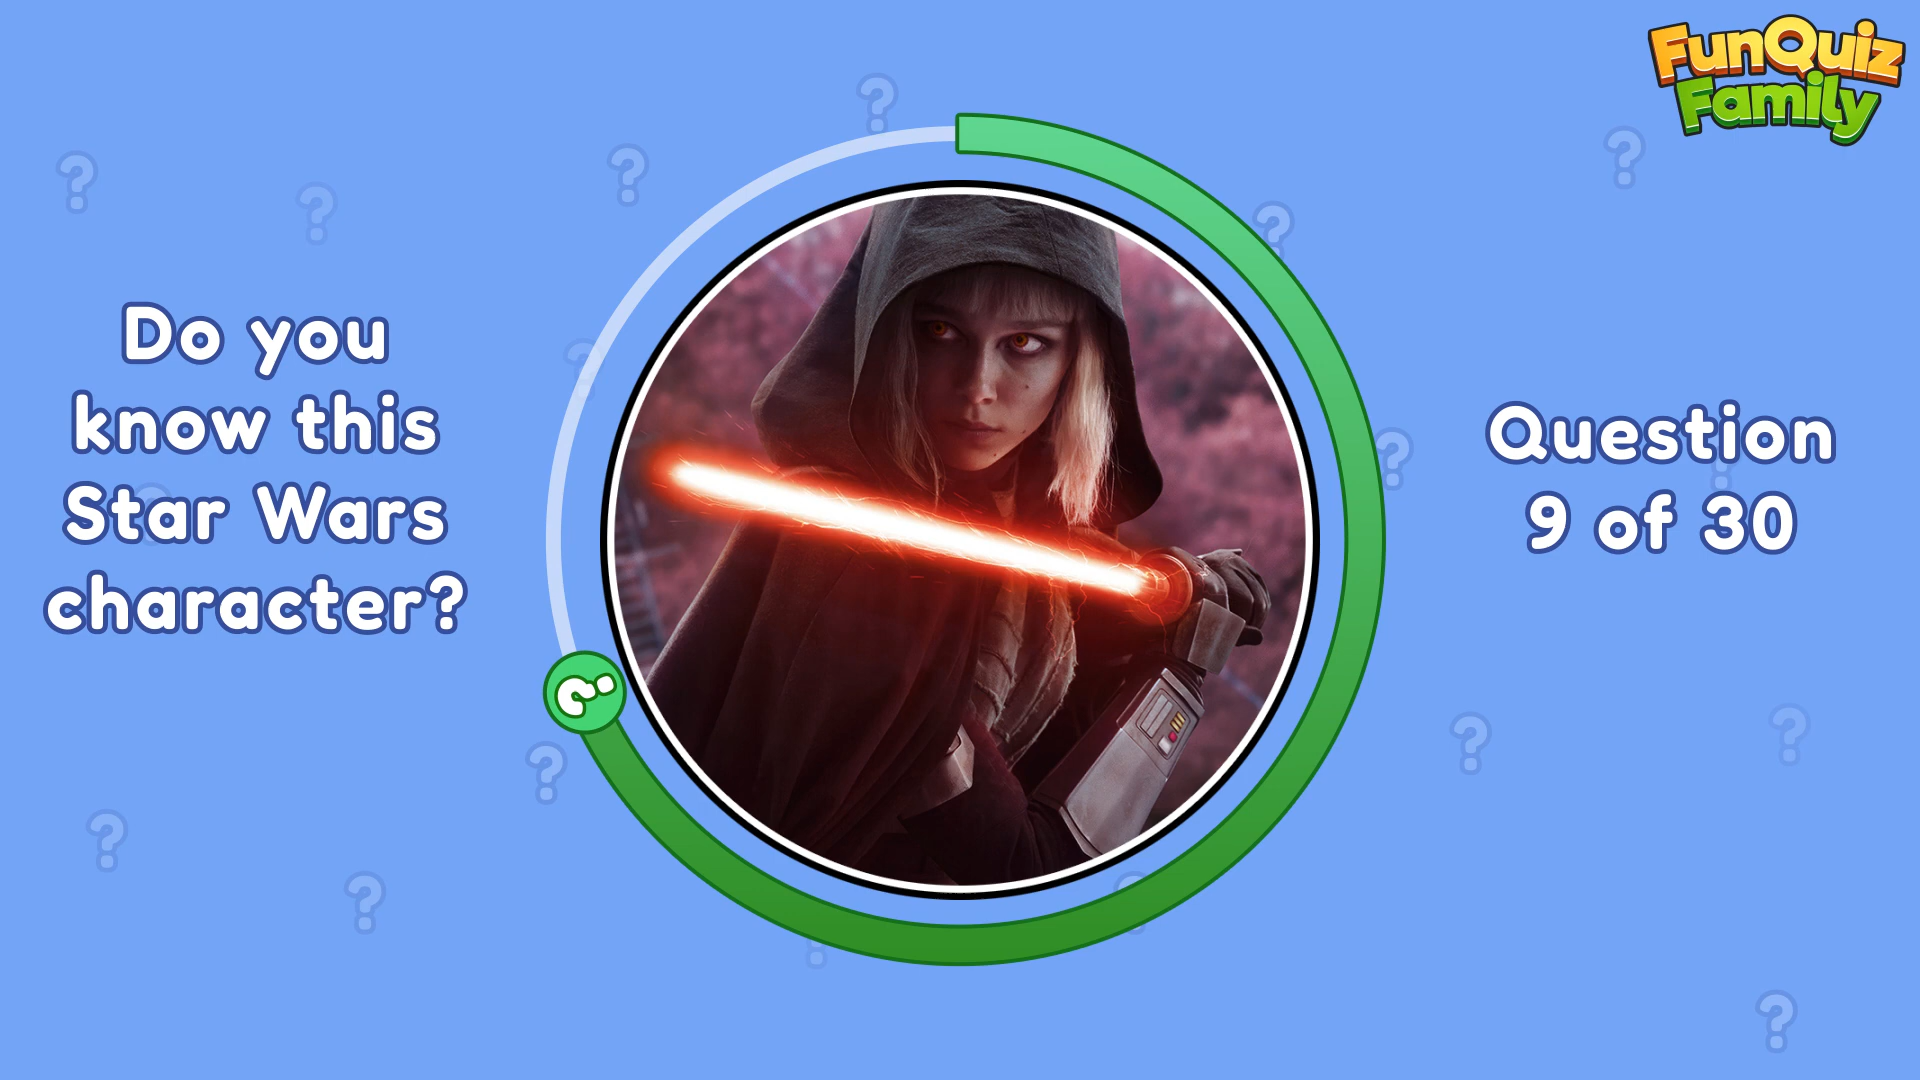 FunQuiz
Family
Do you
know this
Star Wars
character?
Question
9 of 30